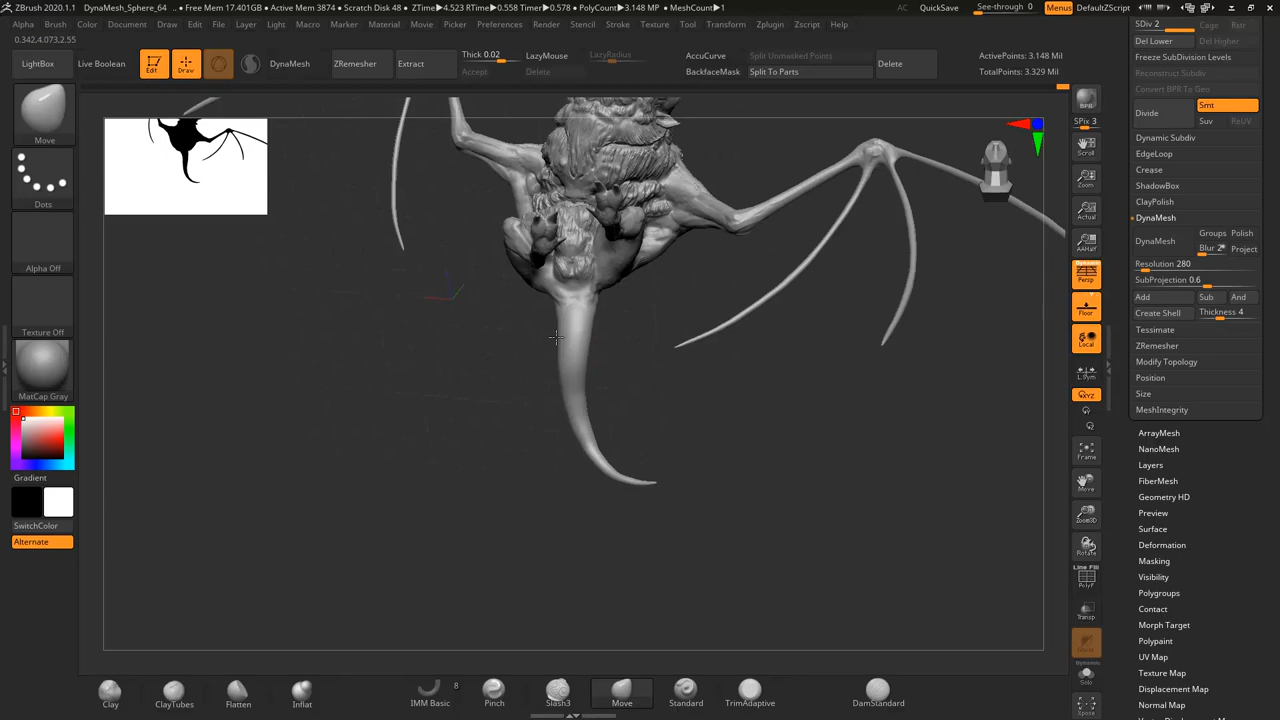 ZBrush 2020.1.1 DynaMesh_Sphere_64 .. • Free Mem 17.401GB • Active Mem 3874 • Scratch Disk 48 • ZTime▸4.523 RTime▸0.558 Timer▸0.578 • PolyCount▸3.148 MP • MeshCount▸1 AC QuickSave See-through 0 Menus DefaultZScript
Alpha Brush Color Document Draw Edit File Layer Light Macro Marker Material Movie Picker Preferences Render Stencil Stroke Texture Tool Transform Zplugin Zscript Help
0.342,4.073,2.55
LightBox Live Boolean Edit Draw DynaMesh ZRemesher Extract Thick 0.02 Accept LazyMouse Delete LazyRadius AccuCurve BackfaceMask Split Unmasked Points Split To Parts Delete ActivePoints: 3.148 Mil TotalPoints: 3.329 Mil
Move
Dots
Alpha Off
Texture Off
MatCap Gray
Gradient
SwitchColor
Alternate
BPR
SPix 3
Scroll
Zoom
Actual
AAHalf
Dynamic
Persp
Floor
Local
L.Sym
XYZ
Frame
Move
Zoom3D
Rotate
Line Fill
PolyF
Transp
Ghost
Dynamic
Solo
Xpose
SDiv 2 Cage Rstr
Del Lower Del Higher
Freeze SubDivision Levels
Reconstruct Subdiv
Convert BPR To Geo
Divide Smt
Suv ReUV
Dynamic Subdiv
EdgeLoop
Crease
ShadowBox
ClayPolish
DynaMesh
DynaMesh Groups Polish
Blur 2 Project
Resolution 280
SubProjection 0.6
Add Sub And
Create Shell Thickness 4
Tessimate
ZRemesher
Modify Topology
Position
Size
MeshIntegrity
ArrayMesh
NanoMesh
Layers
FiberMesh
Geometry HD
Preview
Surface
Deformation
Masking
Visibility
Polygroups
Contact
Morph Target
Polypaint
UV Map
Texture Map
Displacement Map
Normal Map
Clay ClayTubes Flatten Inflat IMM Basic 8 Pinch Slash3 Move Standard TrimAdaptive DamStandard